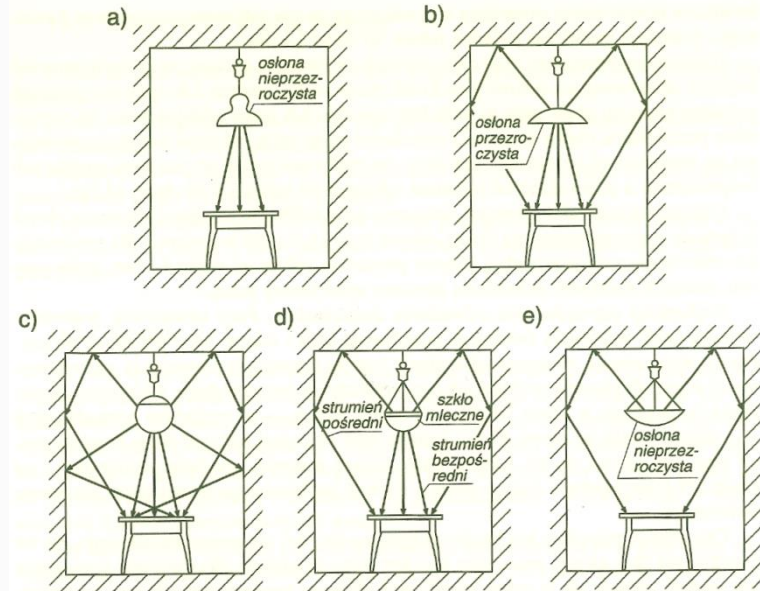 a)
osłona
nieprzez-
roczysta
b)
osłona
przezro-
czysta
c)
d)
strumień
pośredni
szkło
mleczne
strumień
bezpoś-
redni
e)
osłona
nieprzez-
roczysta